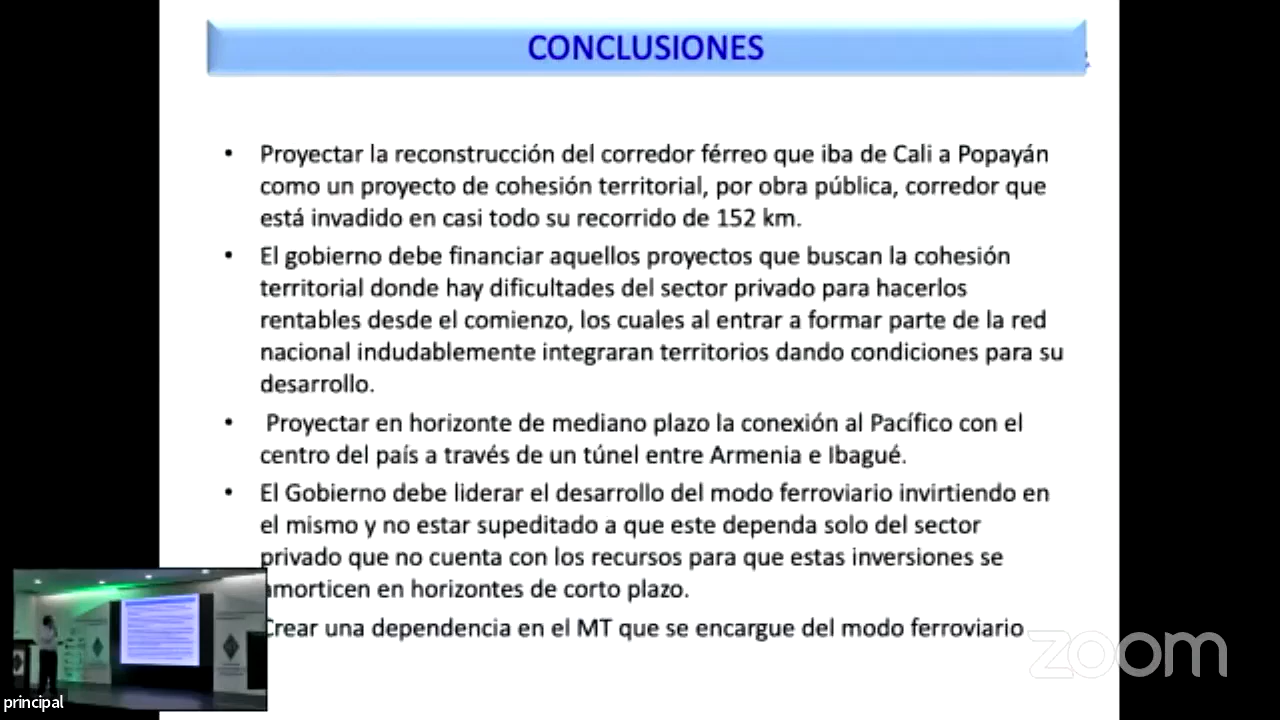 CONCLUSIONES
• Proyectar la reconstrucción del corredor férreo que iba de Cali a Popayán
como un proyecto de cohesión territorial, por obra pública, corredor que
está invadido en casi todo su recorrido de 152 km.
• El gobierno debe financiar aquellos proyectos que buscan la cohesión
territorial donde hay dificultades del sector privado para hacerlos
rentables desde el comienzo, los cuales al entrar a formar parte de la red
nacional indudablemente integraran territorios dando condiciones para su
desarrollo.
• Proyectar en horizonte de mediano plazo la conexión al Pacífico con el
centro del país a través de un túnel entre Armenia e Ibagué.
• El Gobierno debe liderar el desarrollo del modo ferroviario invirtiendo en
el mismo y no estar supeditado a que este dependa solo del sector
privado que no cuenta con los recursos para que estas inversiones se
amorticen en horizontes de corto plazo.
Crear una dependencia en el MT que se encargue del modo ferroviario
zoom
principal